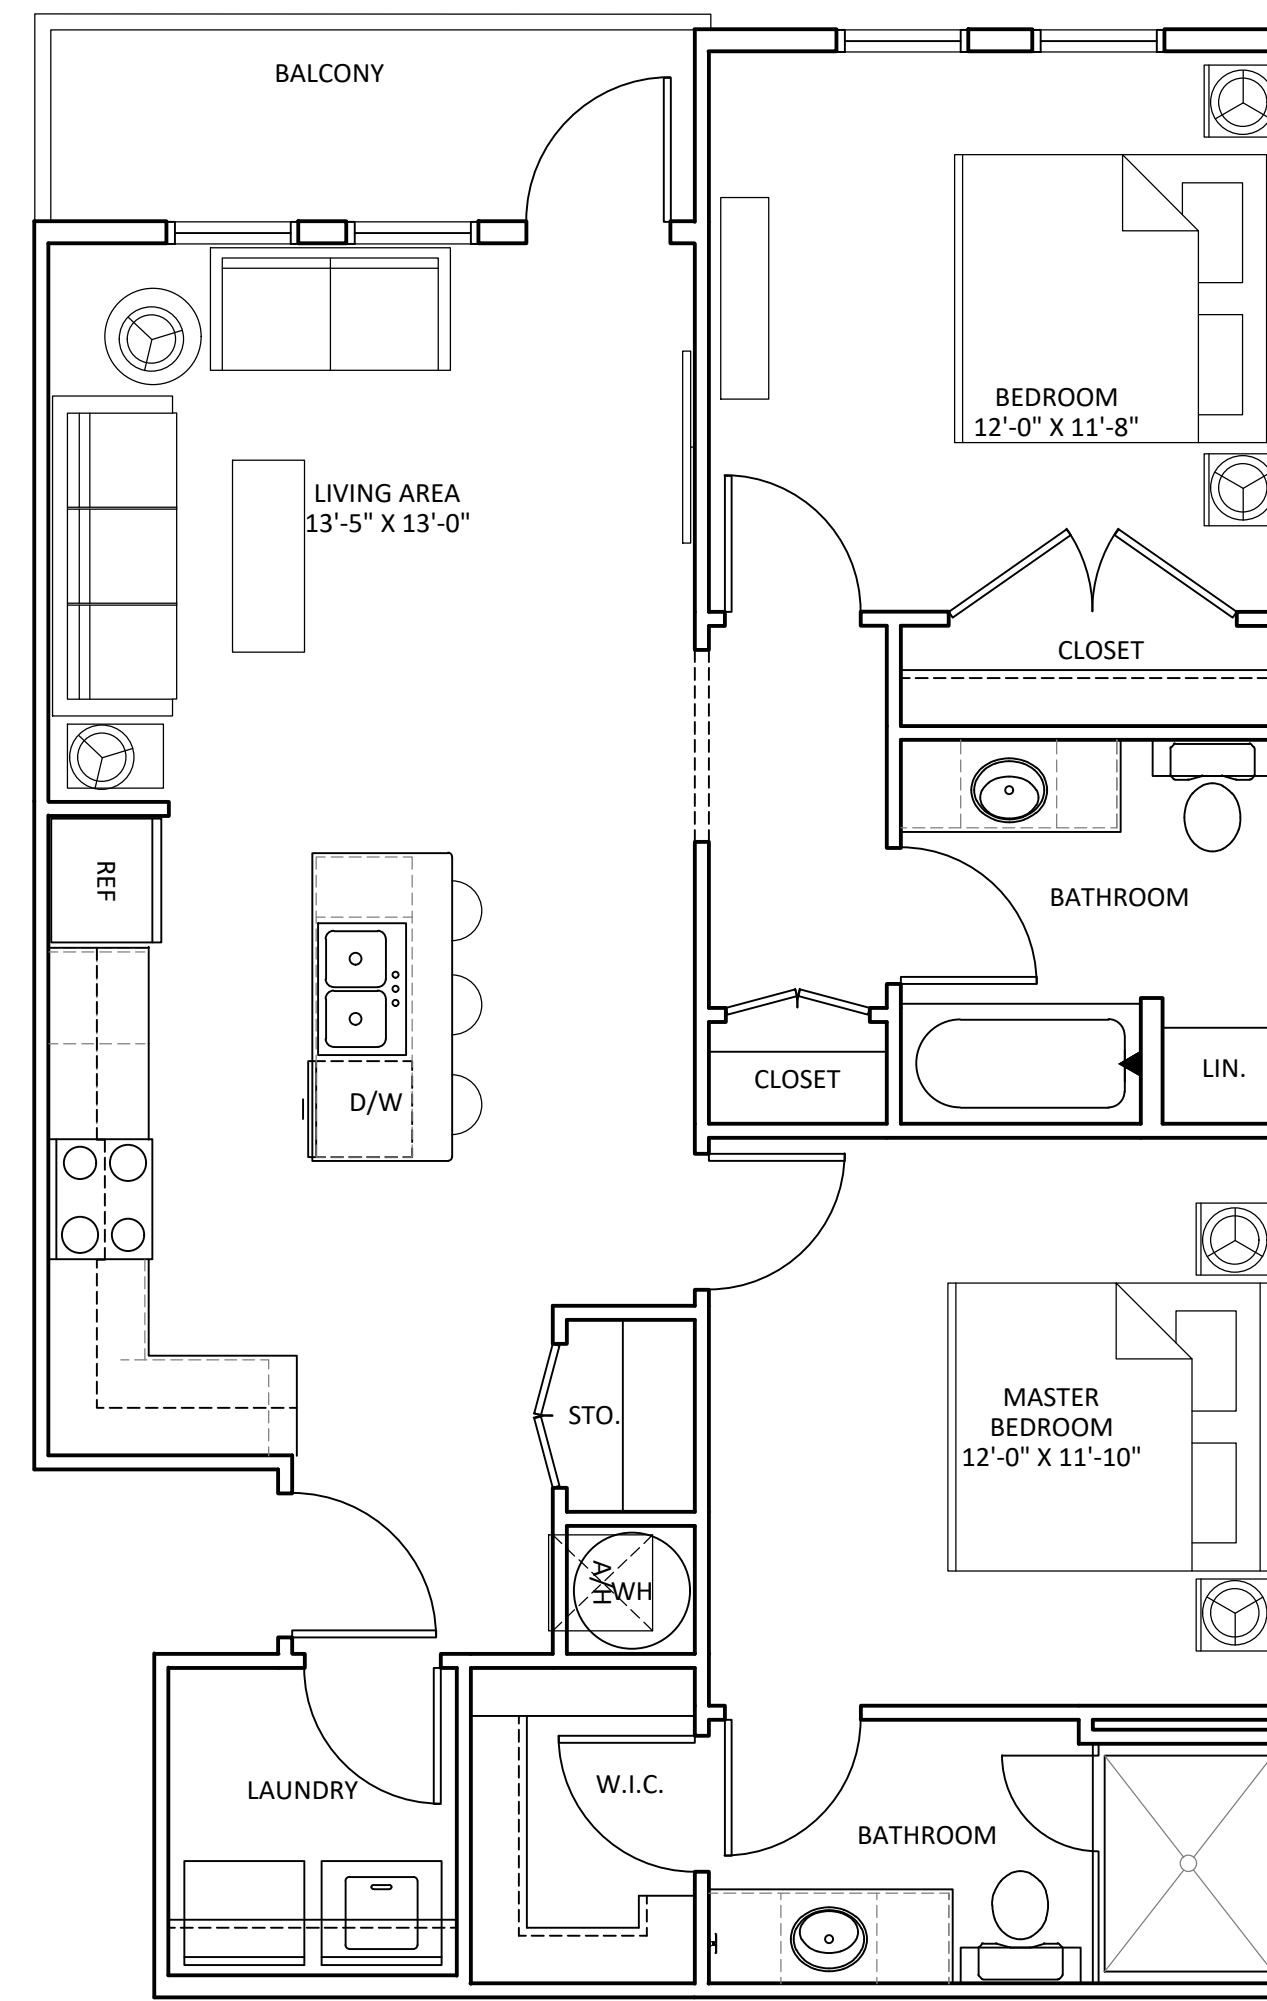 BALCONY
BEDROOM
12'-0" X 11'-8"
LIVING AREA
13'-5" X 13'-0"
CLOSET
REF
BATHROOM
D/W
CLOSET
LIN.
STO.
MASTER
BEDROOM
12'-0" X 11'-10"
A/H
WH
LAUNDRY
W.I.C.
BATHROOM